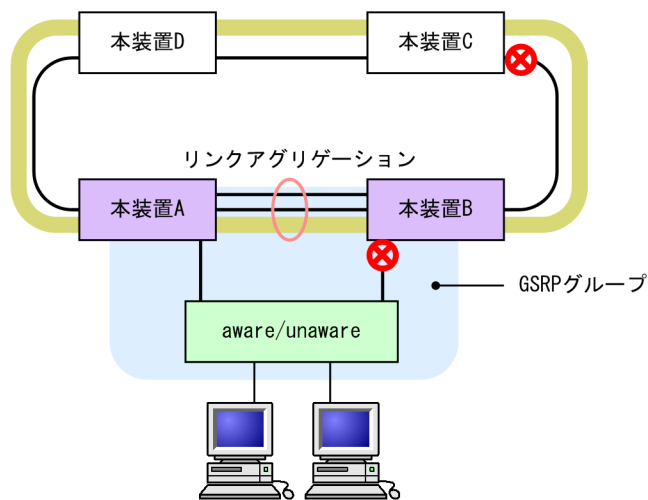 本装置D
本装置C
リンクアグリゲーション
本装置A
本装置B
GSRPグループ
aware/unaware